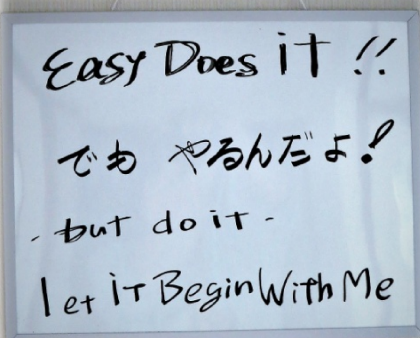 Easy Does it !!
でも やるんだよ!
- but do it -
let it Begin With Me